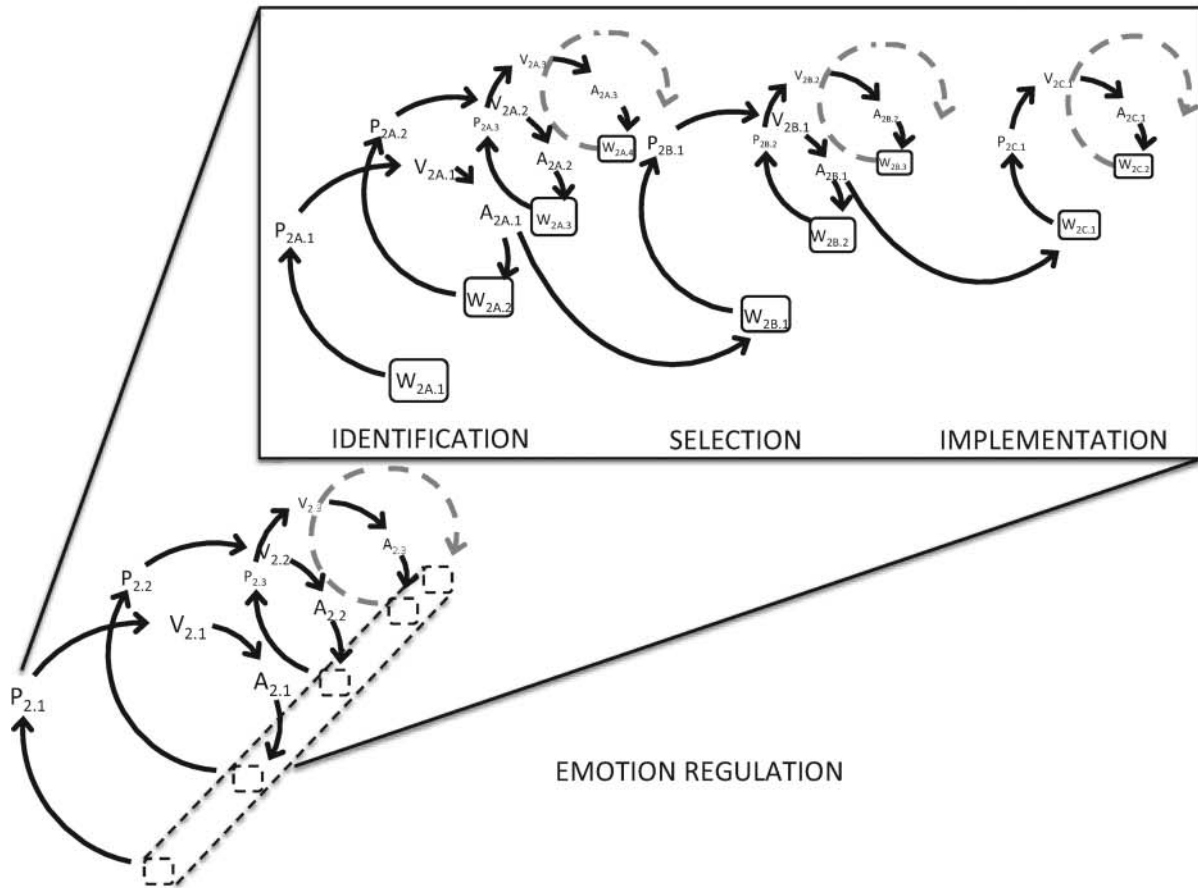 V2A.3
V2B.2
V2C.1
A2A.3
P2A.2
V2A.2
P2A.3
A2B.2
A2C.1
V2B.1
P2B.1
P2B.2
P2C.1
W2A.4
A2A.2
W2B.3
W2C.2
V2A.1
A2B.1
P2A.1
A2A.1
W2A.3
W2B.2
W2C.1
W2A.2
W2B.1
W2A.1
IDENTIFICATION
SELECTION
IMPLEMENTATION
V2.3
A2.3
V2.2
P2.2
P2.3
A2.2
V2.1
A2.1
P2.1
EMOTION REGULATION